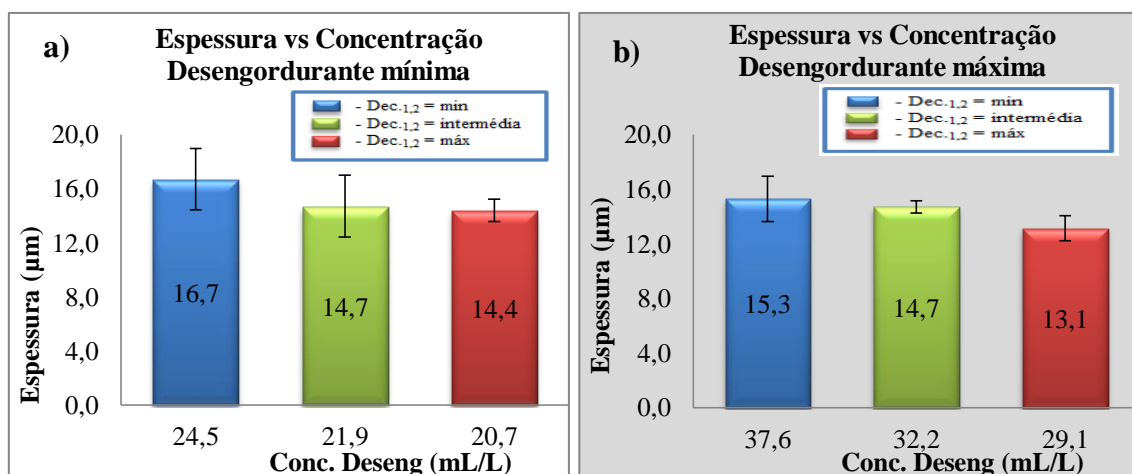 a)
Espessura vs Concentração
Desengordurante mínima
- Dec.1,2 = min
- Dec.1,2 = intermédia
- Dec.1,2 = máx
Espessura (µm)
20,0
16,0
12,0
8,0
4,0
0,0
16,7
14,7
14,4
24,5
21,9
20,7
Conc. Deseng (mL/L)
b)
Espessura vs Concentração
Desengordurante máxima
- Dec.1,2 = min
- Dec.1,2 = intermédia
- Dec.1,2 = máx
Espessura (µm)
20,0
16,0
12,0
8,0
4,0
0,0
15,3
14,7
13,1
37,6
32,2
29,1
Conc. Deseng (mL/L)